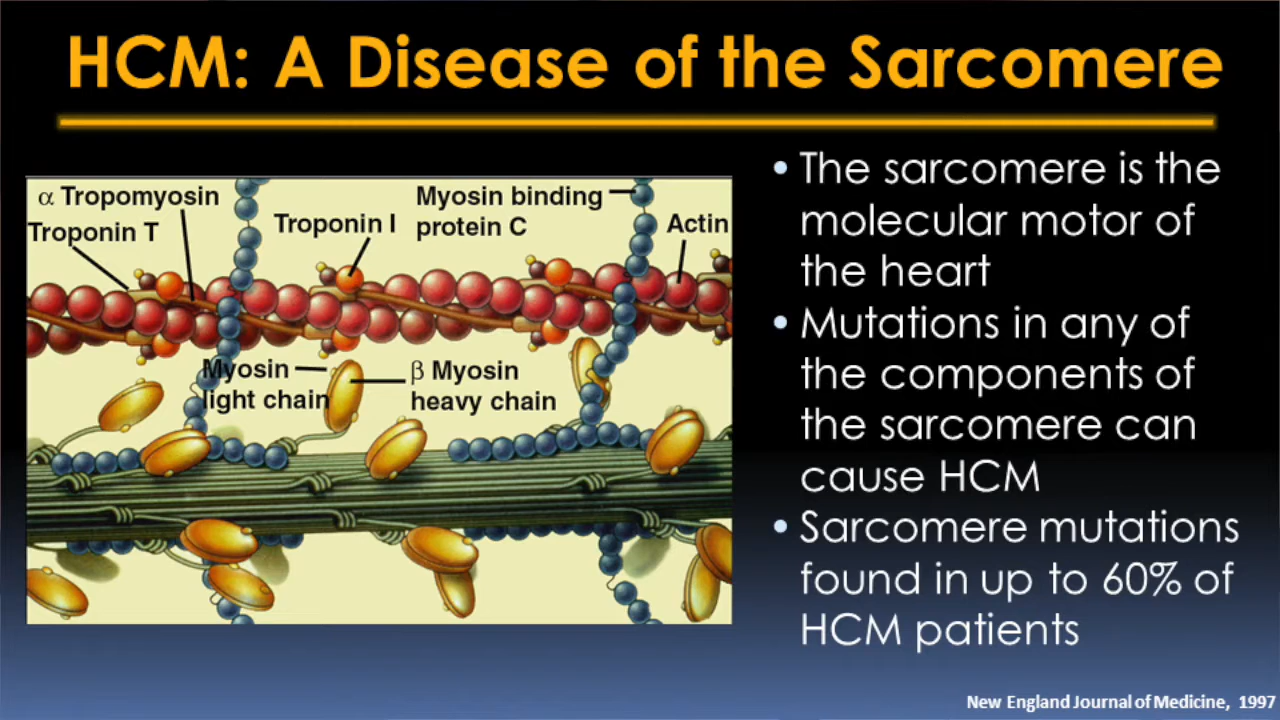 HCM: A Disease of the Sarcomere
α Tropomyosin
Troponin T
Troponin I
Myosin binding
protein C
Actin
Myosin
light chain
β Myosin
heavy chain
• The sarcomere is the
molecular motor of
the heart
• Mutations in any of
the components of
the sarcomere can
cause HCM
• Sarcomere mutations
found in up to 60% of
HCM patients
New England Journal of Medicine, 1997